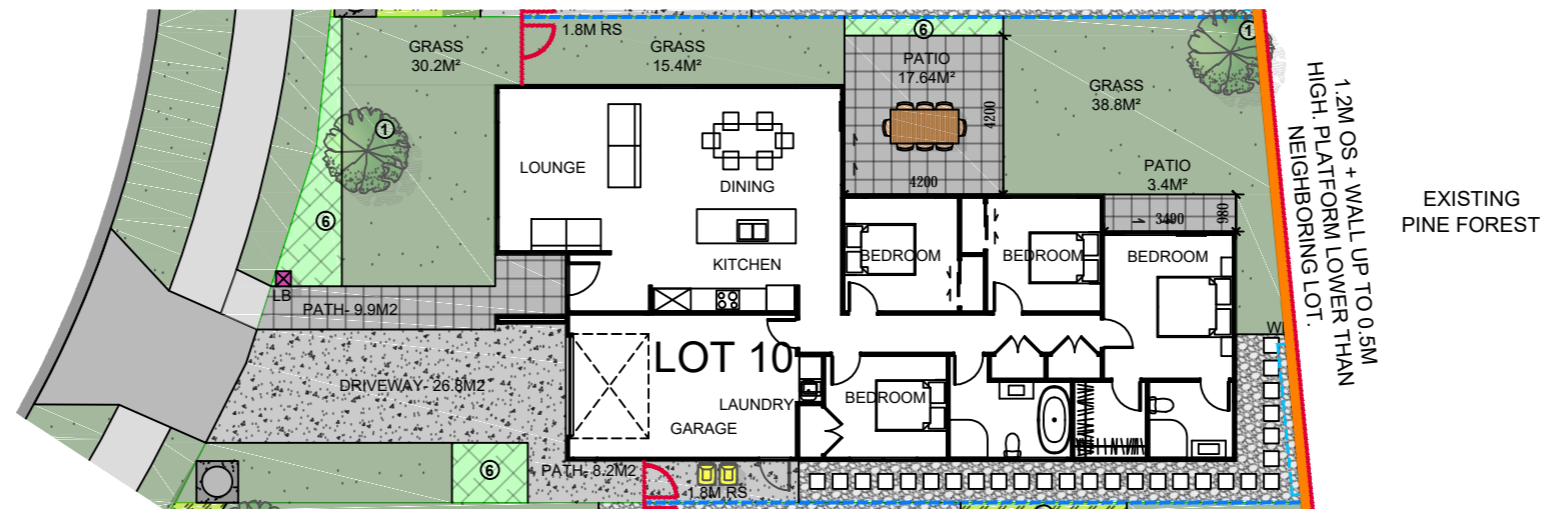 GRASS
30.2M²
1.8M RS
GRASS
15.4M²
6
PATIO
17.64M²
4200
4200
GRASS
38.8M²
1
PATIO
3.4M²
3400
980
1.2M OS + WALL UP TO 0.5M
HIGH. PLATFORM LOWER THAN
NEIGHBORING LOT.
EXISTING
PINE FOREST
1
6
LOUNGE
DINING
KITCHEN
BEDROOM
BEDROOM
BEDROOM
LB
PATH- 9.9M2
LOT 10
DRIVEWAY- 26.8M2
LAUNDRY
GARAGE
BEDROOM
6
PATH- 8.2M2
1.8M RS